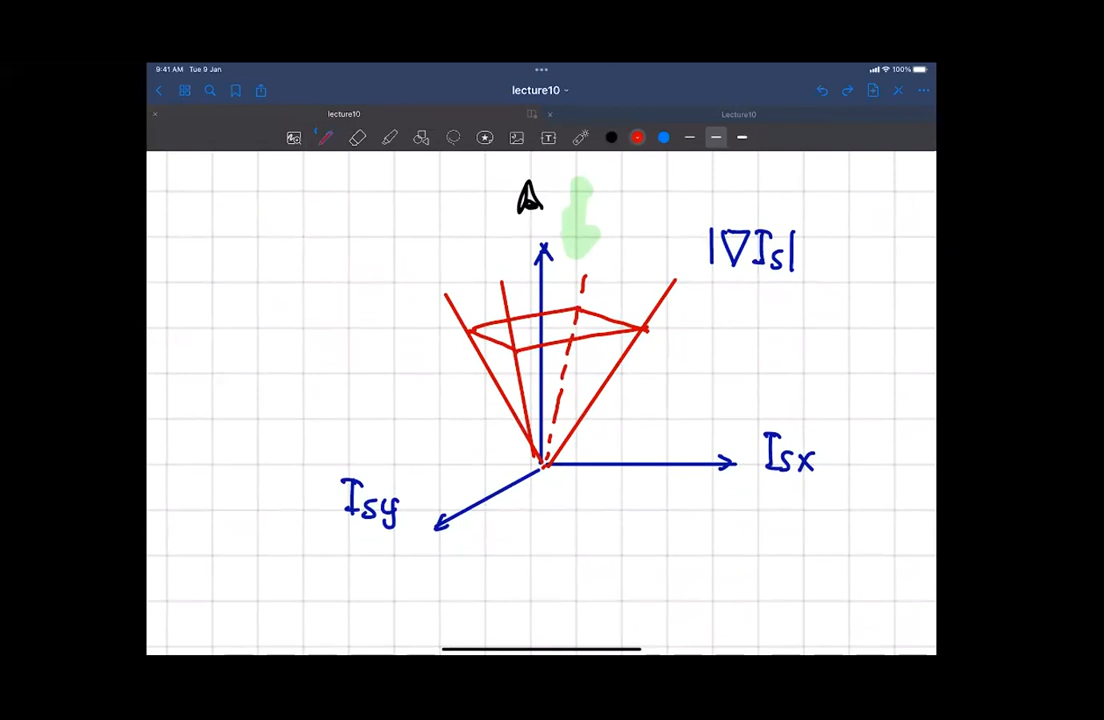 9:41 AM Tue 9 Jan
100%
lecture10
lecture10
Lecture10
|∇Is|
Isx
Isy